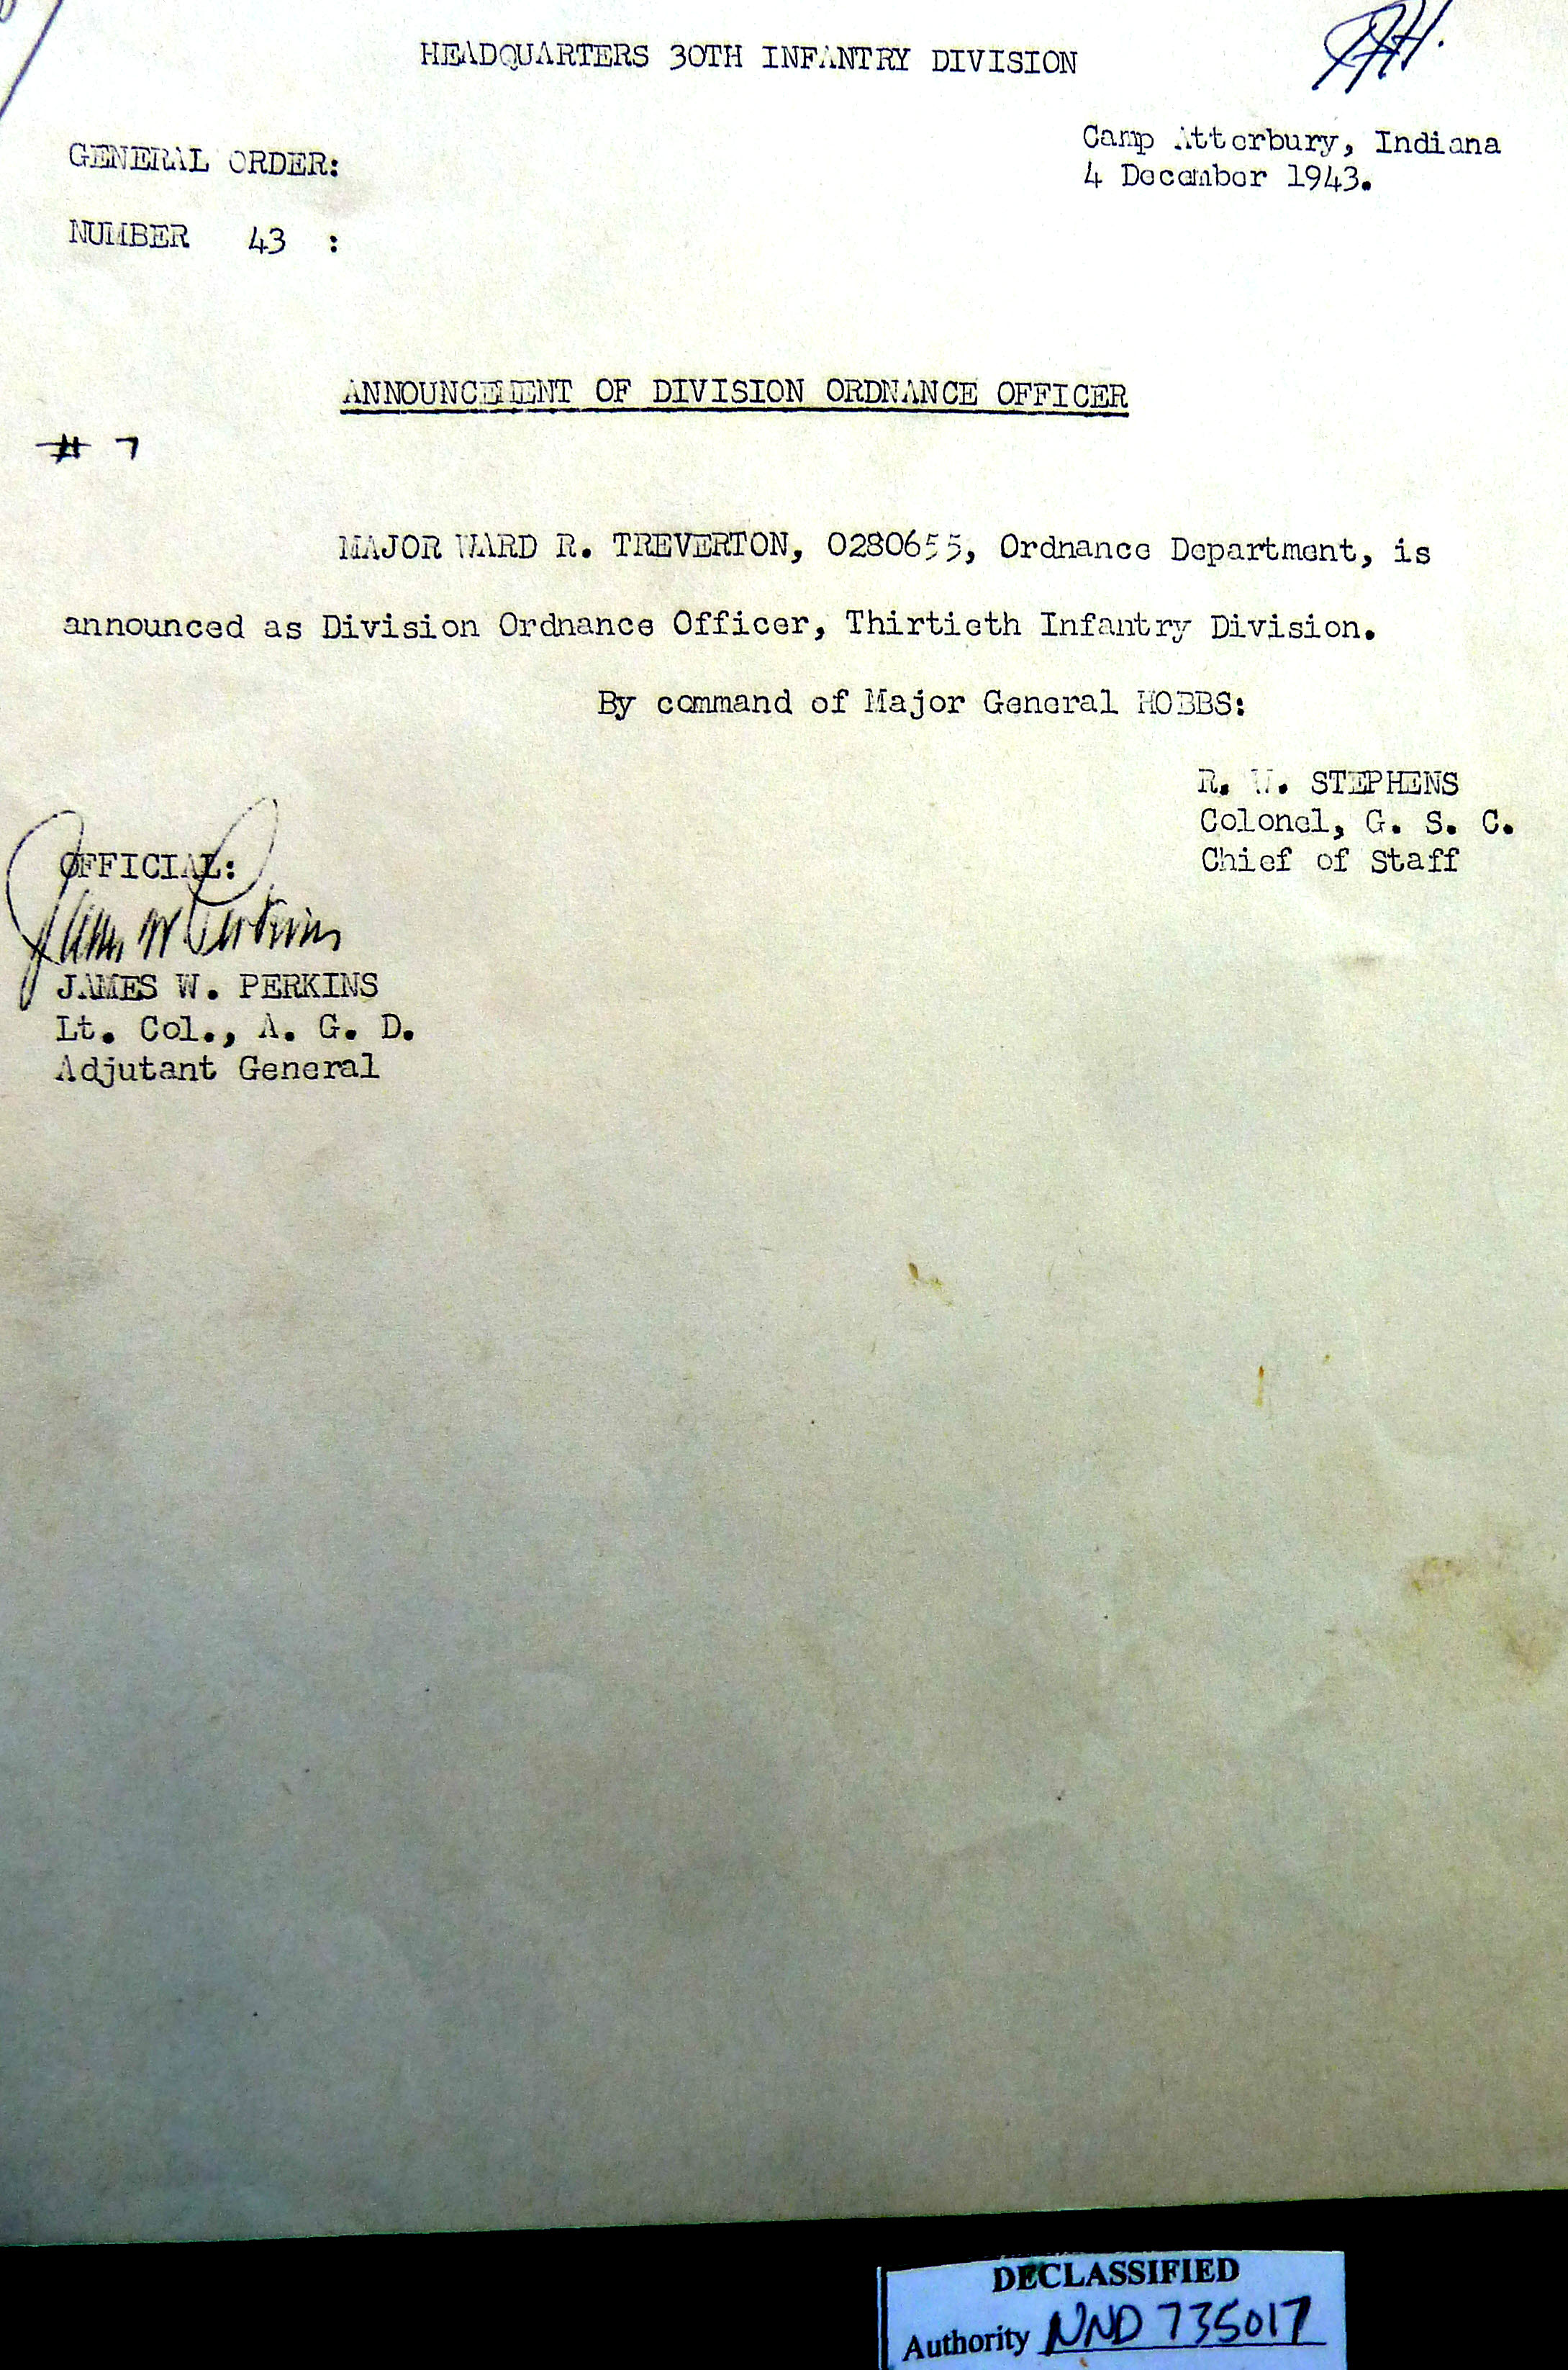 HEADQUARTERS 30TH INFANTRY DIVISION
GENERAL ORDER:
Camp Atterbury, Indiana
4 December 1943.
NUMBER 43 :
ANNOUNCEMENT OF DIVISION ORDNANCE OFFICER
# 7
MAJOR WARD R. TREVERTON, O280655, Ordnance Department, is
announced as Division Ordnance Officer, Thirtieth Infantry Division.
By command of Major General HOBBS:
R. W. STEPHENS
Colonel, G. S. C.
Chief of Staff
OFFICIAL:
James W. Perkins
JAMES W. PERKINS
Lt. Col., A. G. D.
Adjutant General
DECLASSIFIED
Authority NND 735017